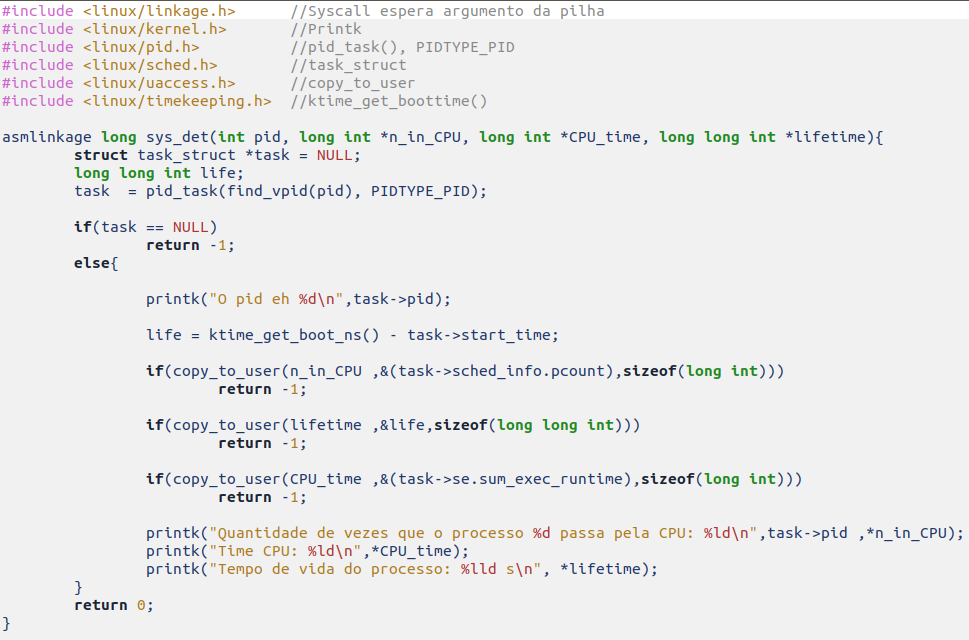 #include <linux/linkage.h>      //Syscall espera argumento da pilha
#include <linux/kernel.h>       //Printk
#include <linux/pid.h>          //pid_task(), PIDTYPE_PID
#include <linux/sched.h>        //task_struct
#include <linux/uaccess.h>      //copy_to_user
#include <linux/timekeeping.h>  //ktime_get_boottime()

asmlinkage long sys_det(int pid, long int *n_in_CPU, long int *CPU_time, long long int *lifetime){
        struct task_struct *task = NULL;
        long long int life;
        task  = pid_task(find_vpid(pid), PIDTYPE_PID);

        if(task == NULL)
                return -1;
        else{

                printk("O pid eh %d\n",task->pid);

                life = ktime_get_boot_ns() - task->start_time;

                if(copy_to_user(n_in_CPU ,&(task->sched_info.pcount),sizeof(long int)))
                        return -1;

                if(copy_to_user(lifetime ,&life,sizeof(long long int)))
                        return -1;

                if(copy_to_user(CPU_time ,&(task->se.sum_exec_runtime),sizeof(long int)))
                        return -1;

                printk("Quantidade de vezes que o processo %d passa pela CPU: %ld\n",task->pid ,*n_in_CPU);
                printk("Time CPU: %ld\n",*CPU_time);
                printk("Tempo de vida do processo: %lld s\n", *lifetime);
        }
        return 0;
}